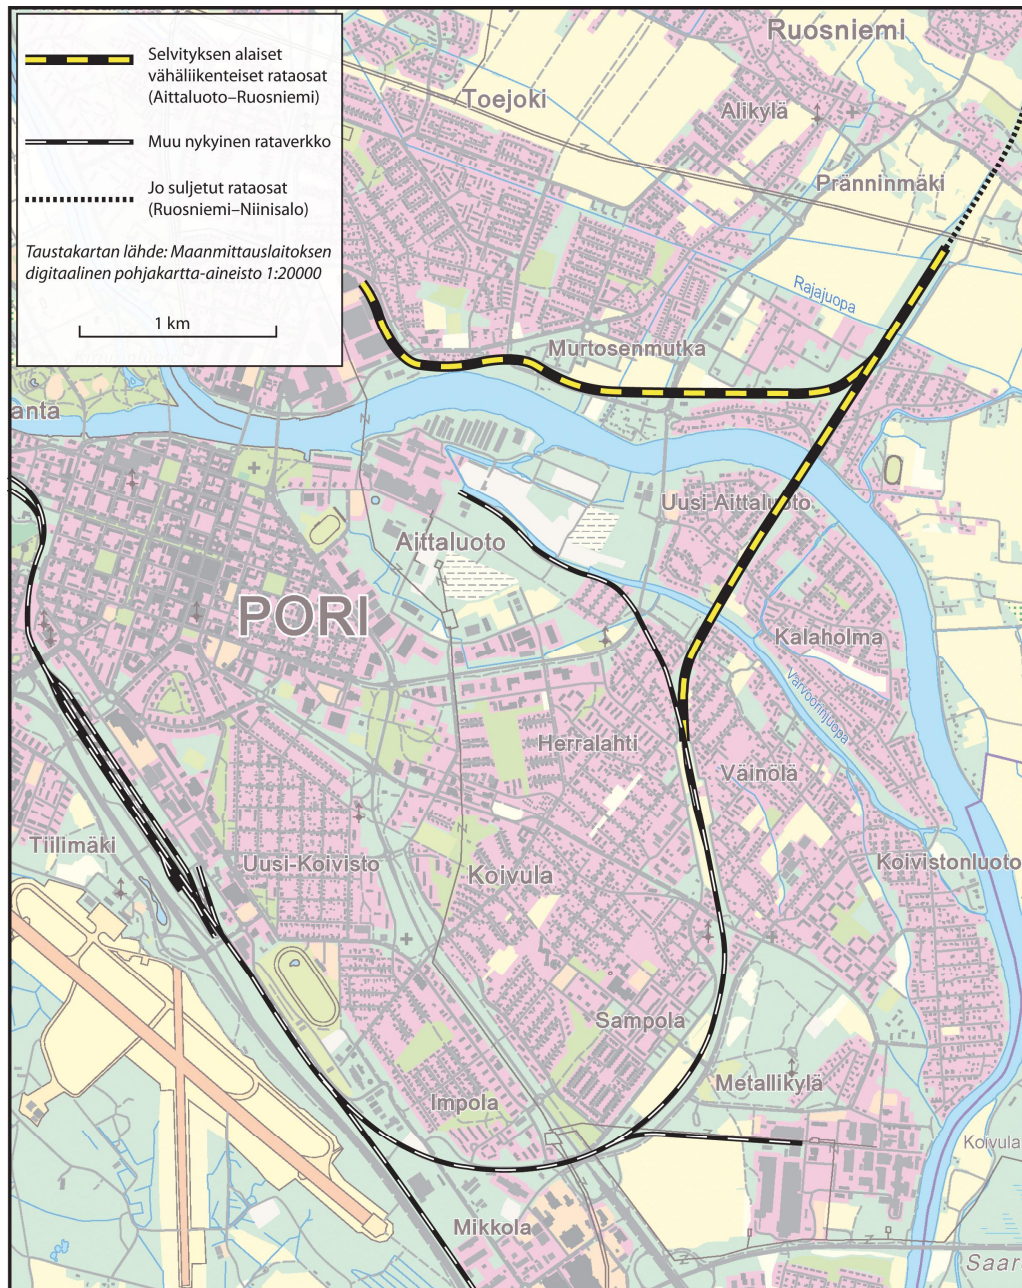 Selvityksen alaiset
vähäliikenteiset rataosat
(Aittaluoto–Ruosniemi)
Muu nykyinen rataverkko
Jo suljetut rataosat
(Ruosniemi–Niinisalo)
Taustakartan lähde: Maanmittauslaitoksen
digitaalinen pohjakartta-aineisto 1:20000
1 km
Ruosniemi
Toejoki
Alikylä
Pränninmäki
Rajajuopa
Murtosenmutka
anta
Uusi Aittaluoto
Aittaluoto
PORI
Kalaholma
Varvoorinjuopa
Herralahti
Väinölä
Tiilimäki
Uusi-Koivisto
Koivula
Koivistonluoto
Sampola
Metallikylä
Impola
Koivula
Mikkola
Saar